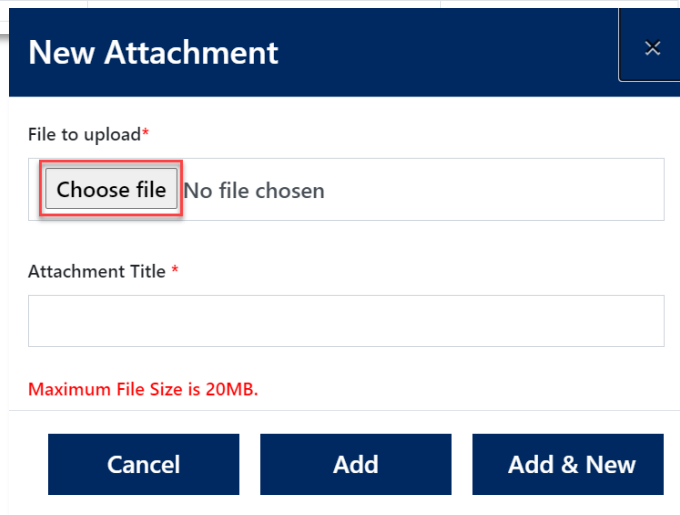 New Attachment
File to upload*
Choose file No file chosen
Attachment Title *
Maximum File Size is 20MB.
Cancel Add Add & New